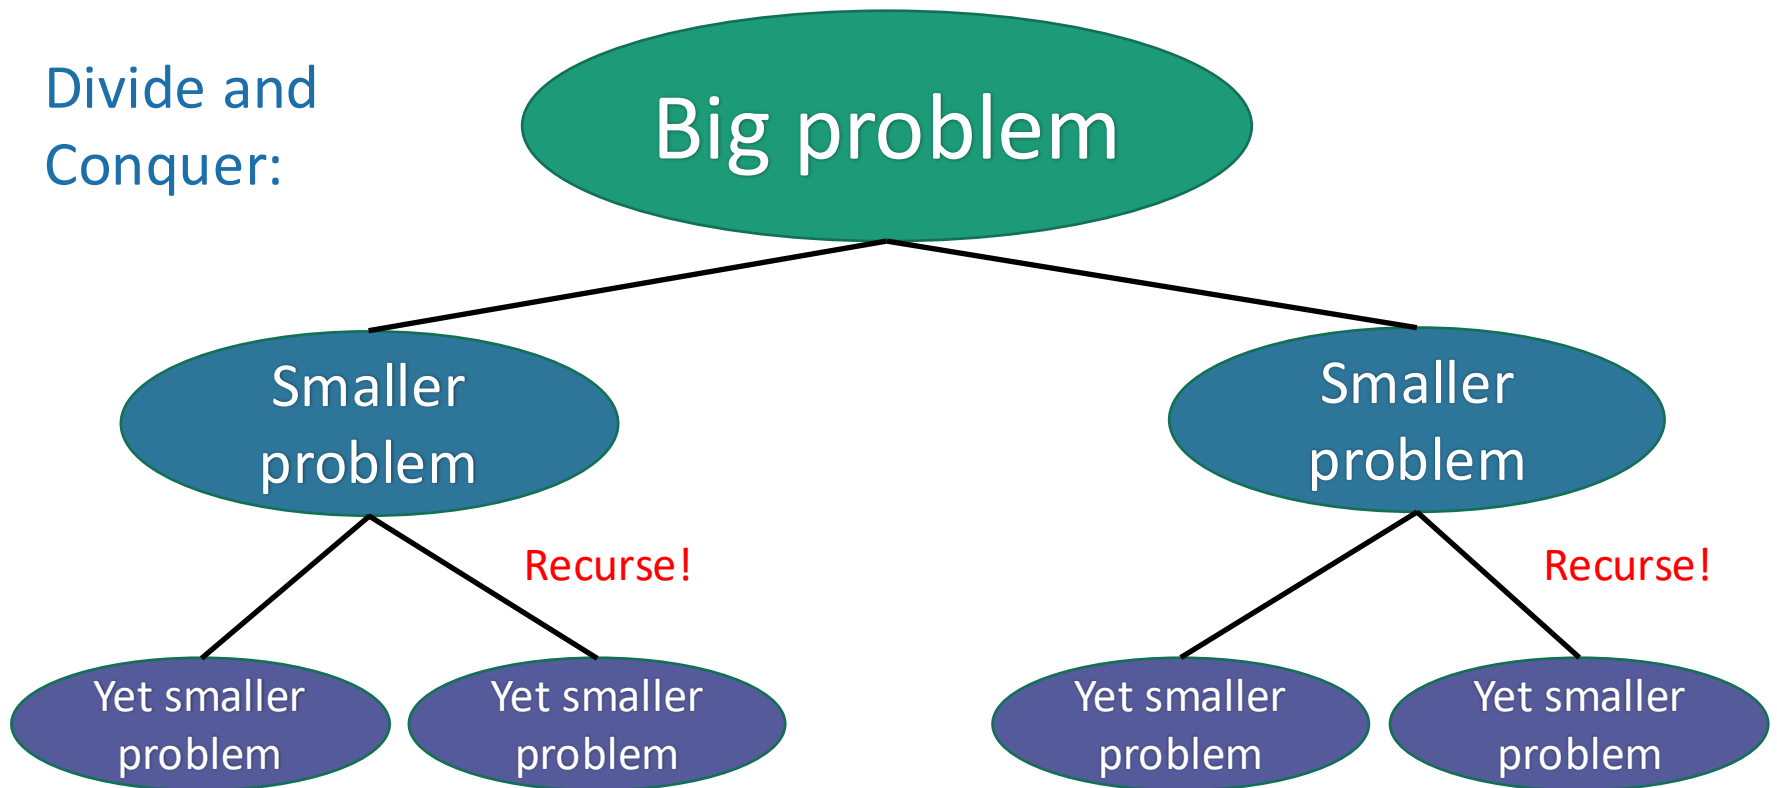 Divide and
Conquer:
Big problem
Smaller
problem
Smaller
problem
Recurse!
Recurse!
Yet smaller
problem
Yet smaller
problem
Yet smaller
problem
Yet smaller
problem